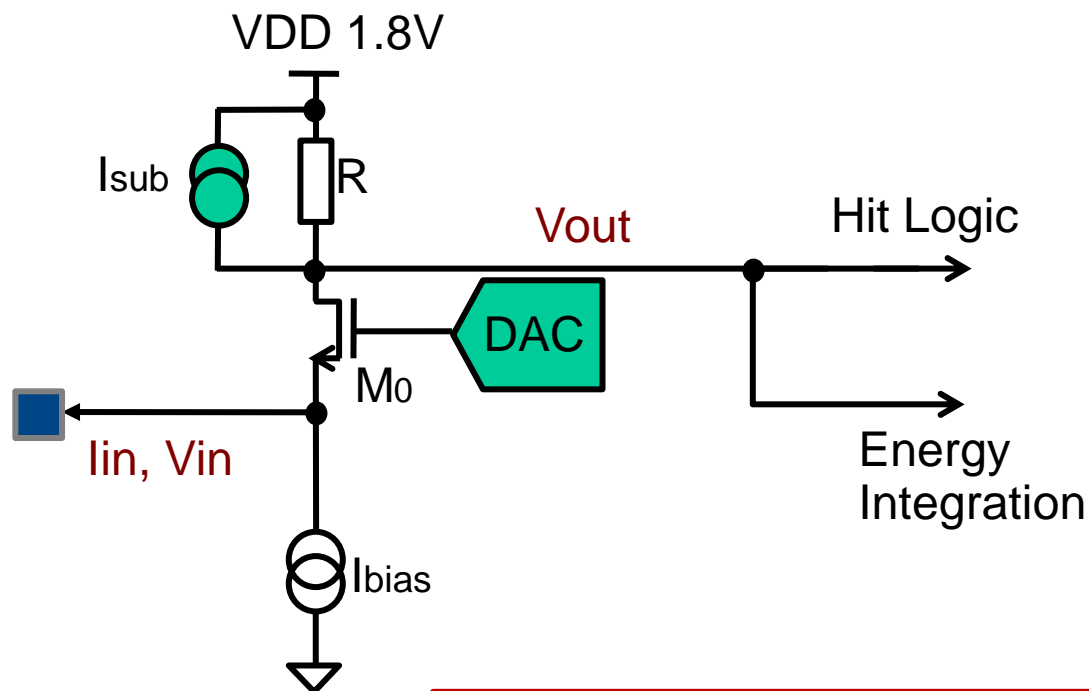 VDD 1.8V
Isub
R
Vout
Hit Logic
DAC
M0
Iin, Vin
Energy
Integration
Ibias